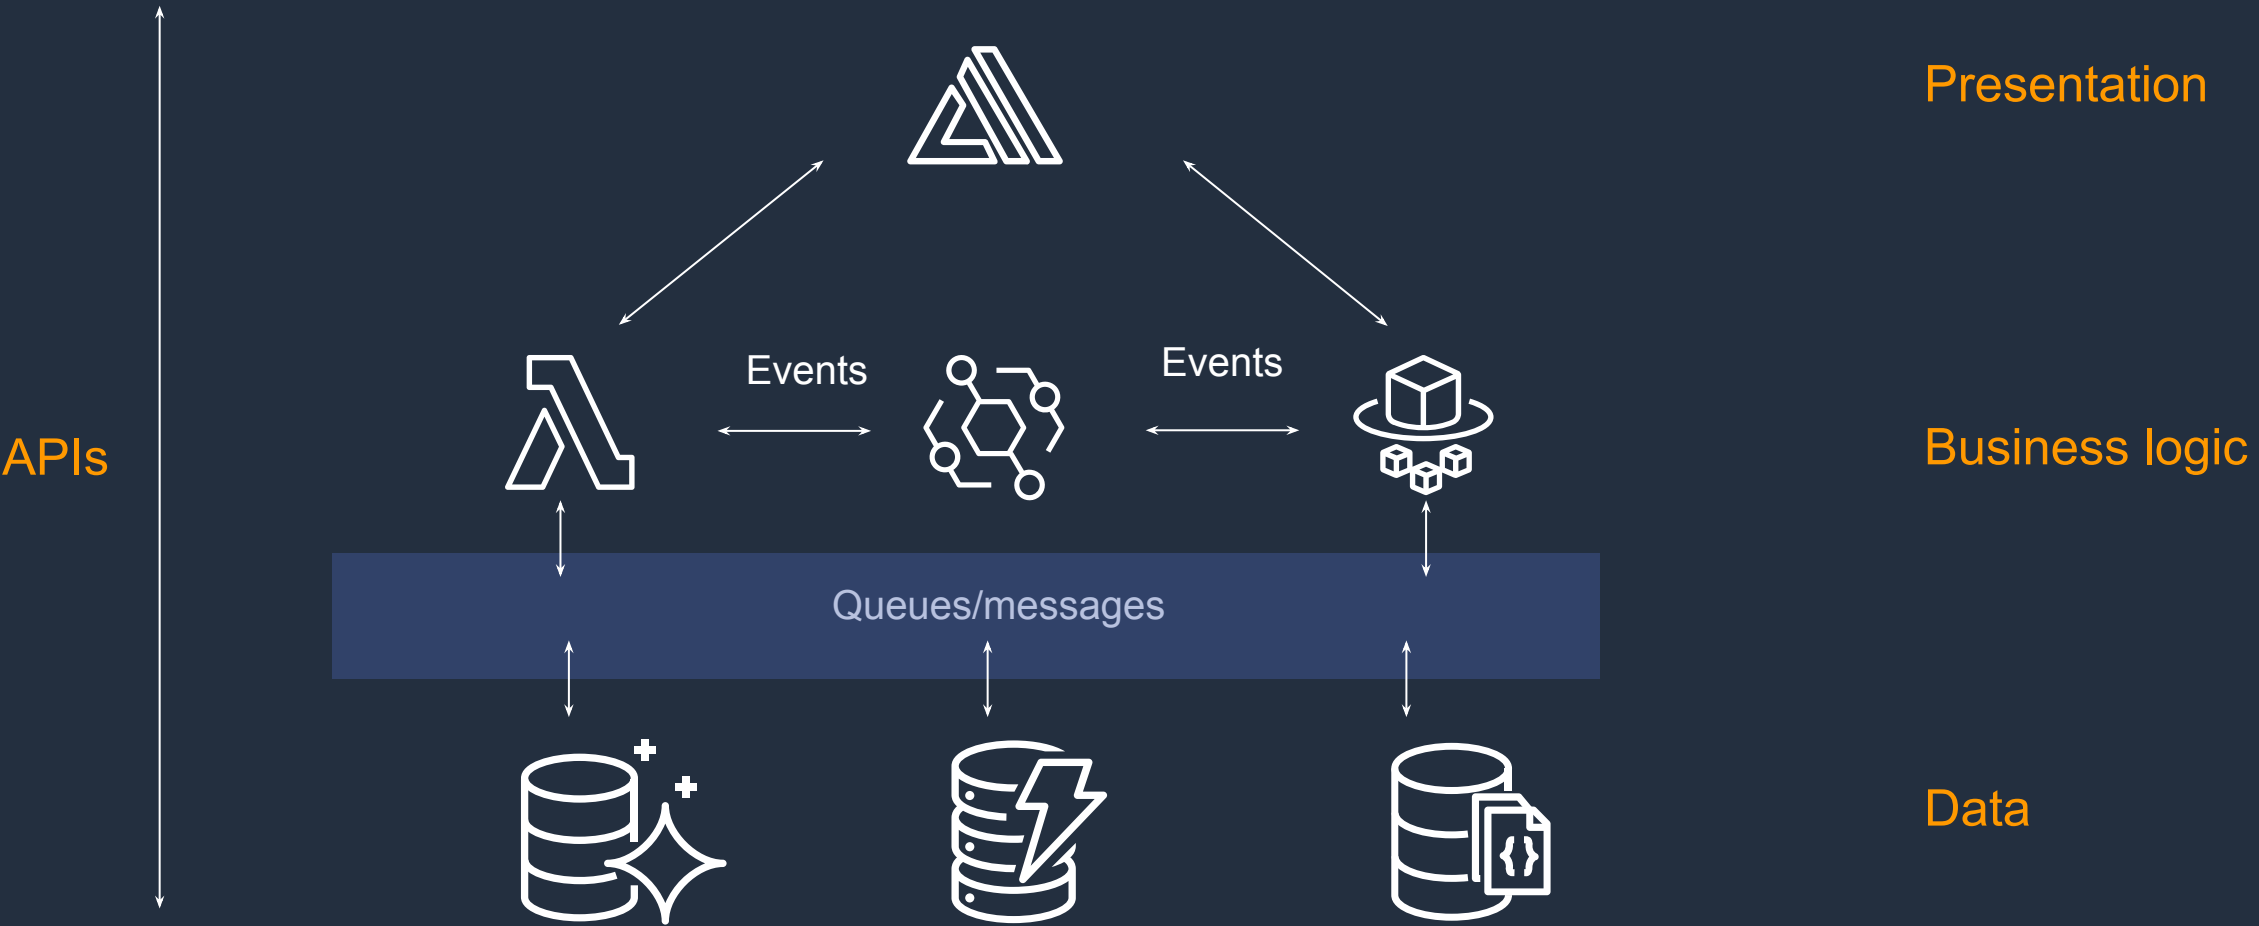 Presentation
Events
Events
APIs
Business logic
Queues/messages
Data